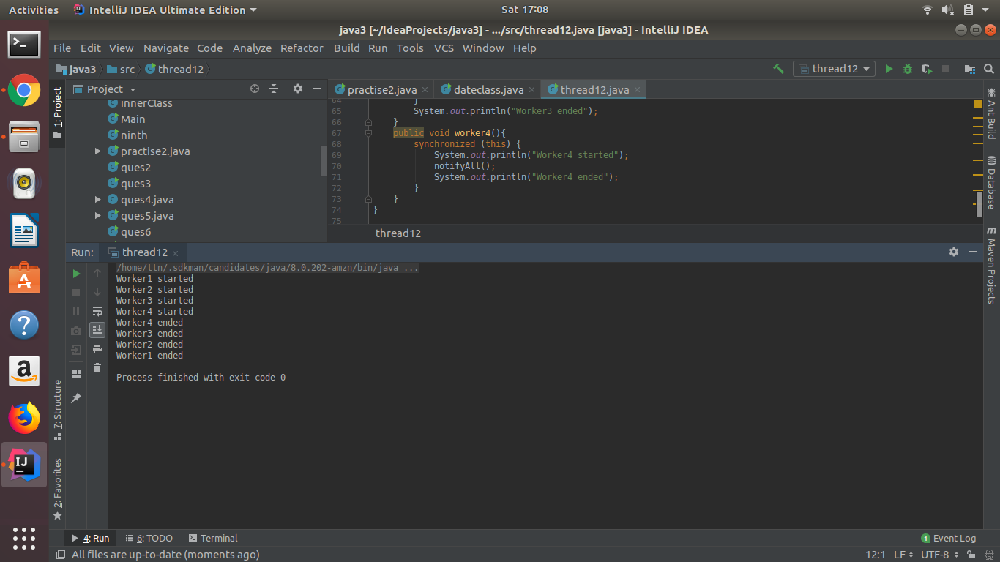 Activities IntelliJ IDEA Ultimate Edition Sat 17:08
java3 [~/IdeaProjects/java3] - .../src/thread12.java [java3] - IntelliJ IDEA
File Edit View Navigate Code Analyze Refactor Build Run Tools VCS Window Help
java3 src thread12 thread12
1: Project
Project
innerClass
Main
ninth
practise2.java
ques2
ques3
ques4.java
ques5.java
ques6
practise2.java dateclass.java thread12.java
64 }
65 System.out.println("Worker3 ended");
66 }
67 public void worker4(){
68 synchronized (this) {
69 System.out.println("Worker4 started");
70 notifyAll();
71 System.out.println("Worker4 ended");
72 }
73 }
74 }
75
thread12
Ant Build
Database
Maven Projects
Run: thread12
/home/ttn/.sdkman/candidates/java/8.0.202-amzn/bin/java ...
Worker1 started
Worker2 started
Worker3 started
Worker4 started
Worker4 ended
Worker3 ended
Worker2 ended
Worker1 ended
Process finished with exit code 0
7: Structure
2: Favorites
4: Run 6: TODO Terminal 1 Event Log
All files are up-to-date (moments ago) 12:1 LF UTF-8